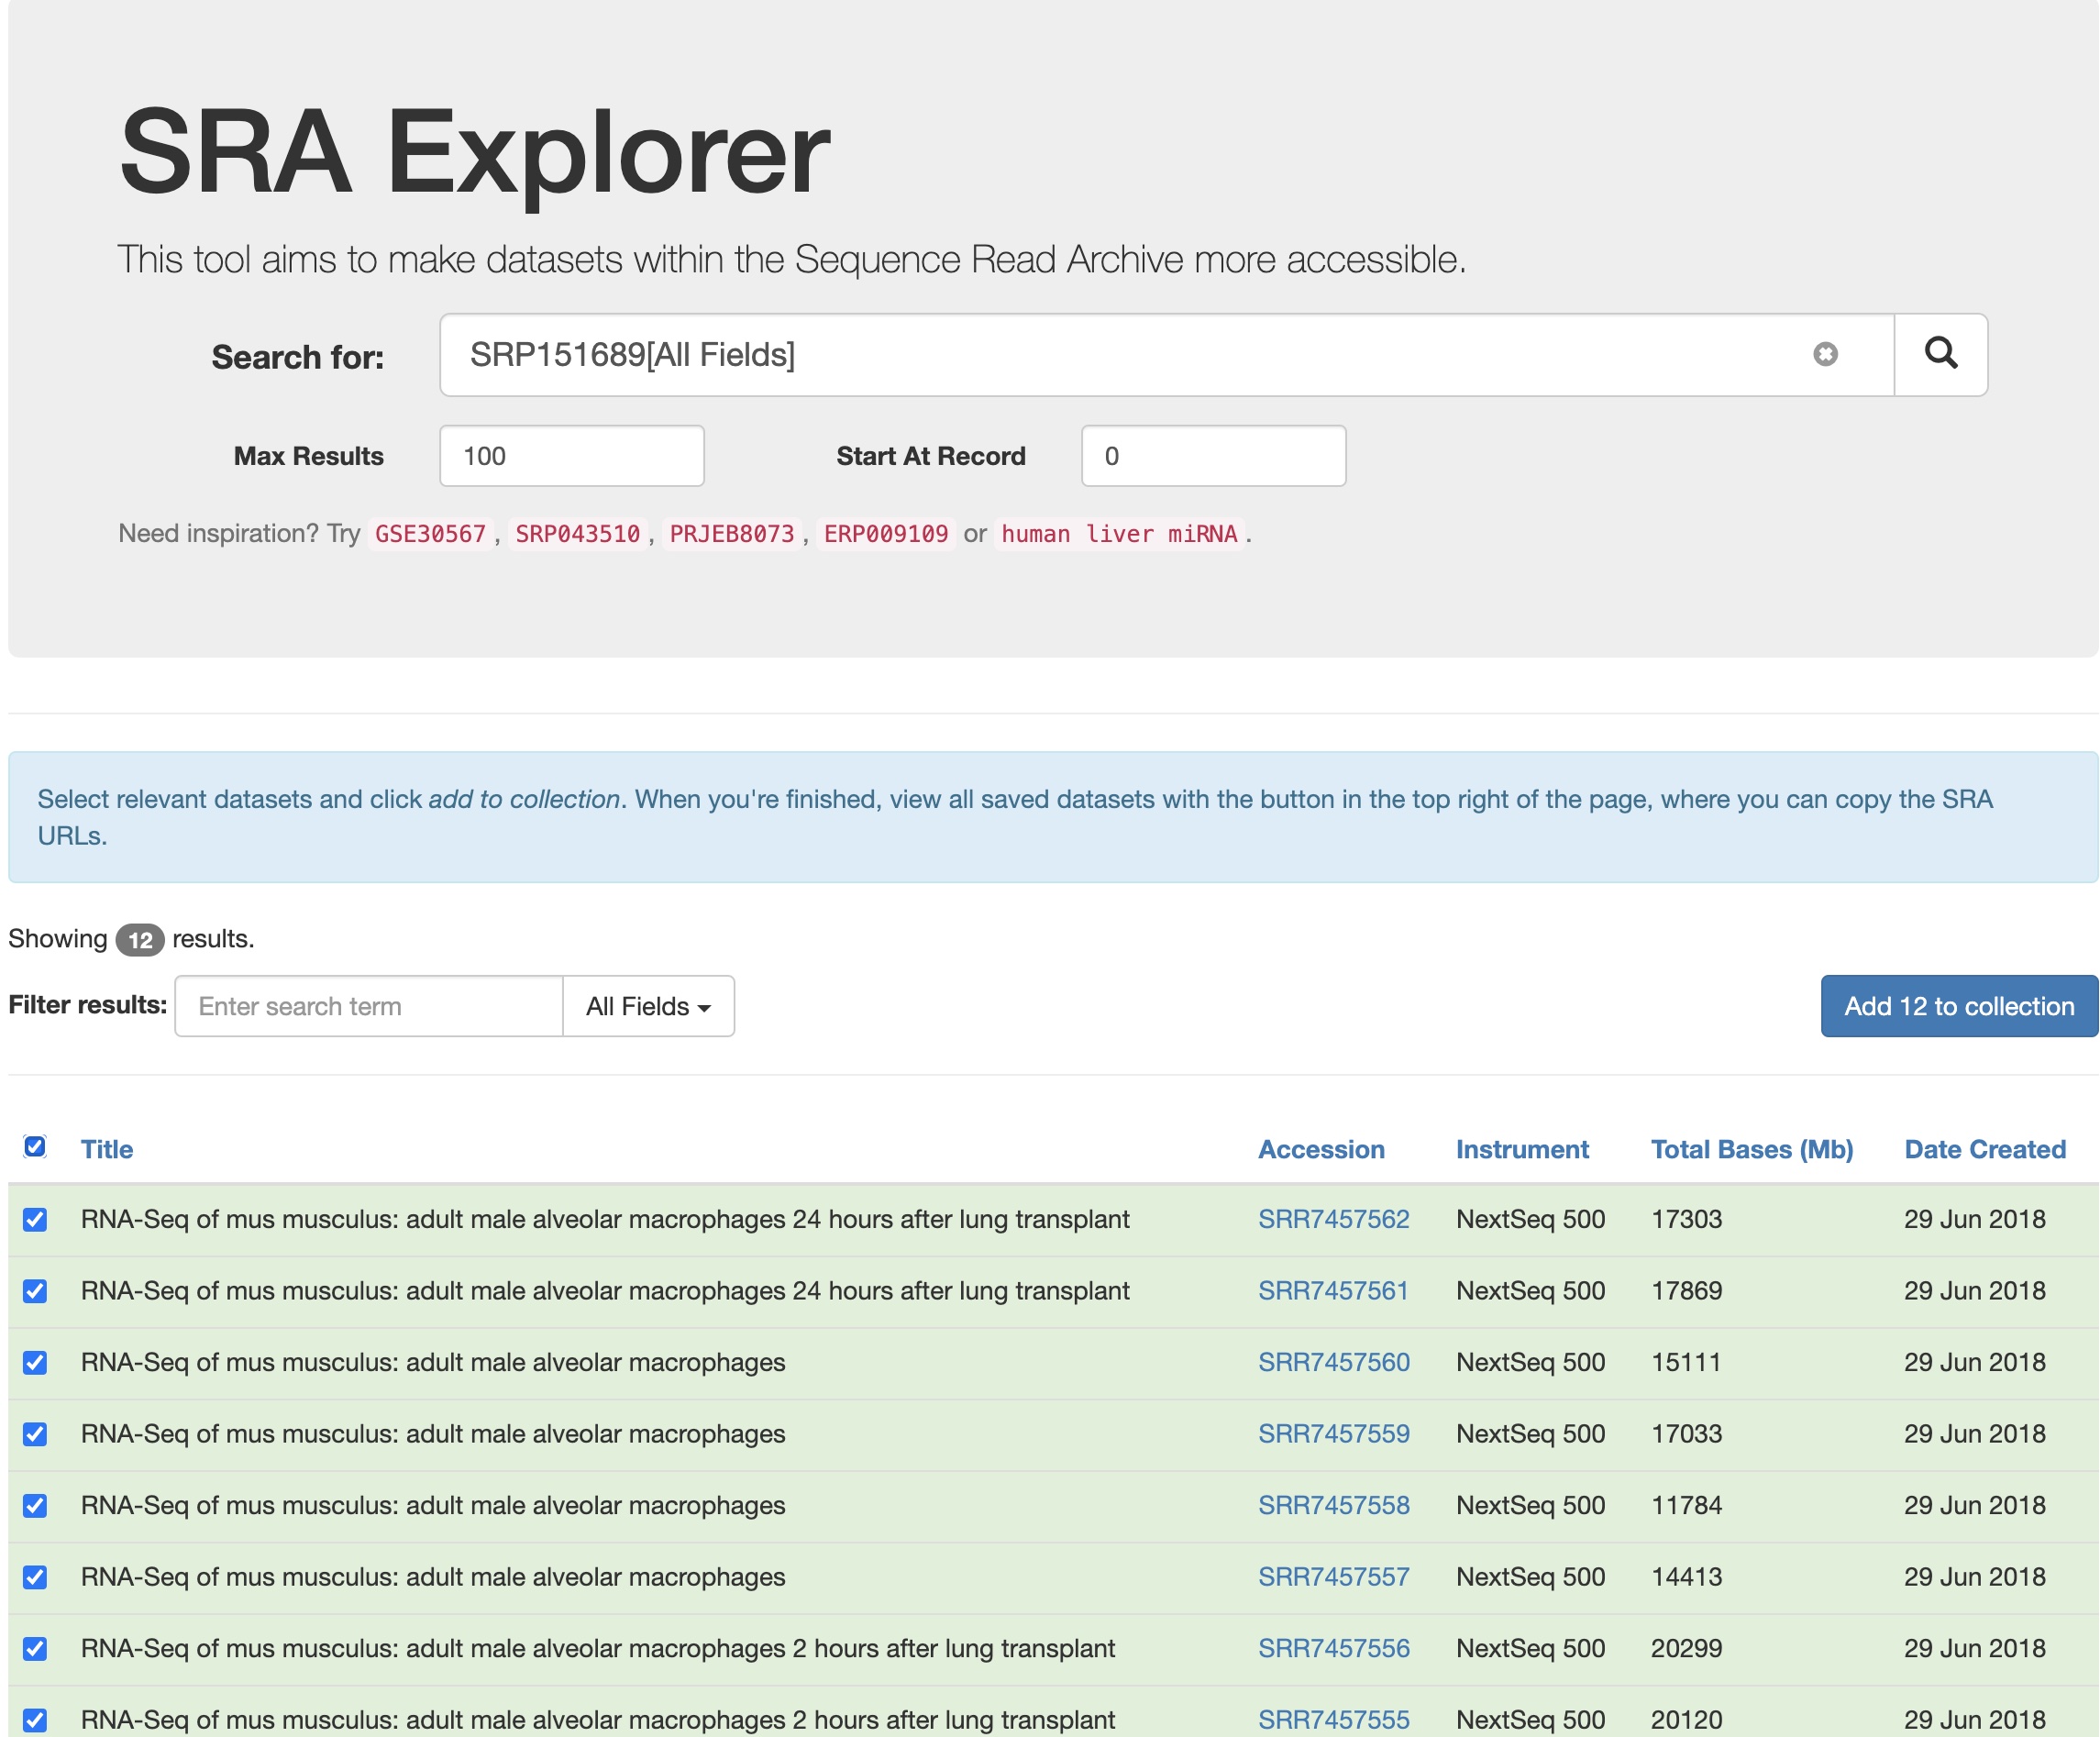 SRA Explorer
This tool aims to make datasets within the Sequence Read Archive more accessible.
Search for: SRP151689[All Fields]
Max Results 100 Start At Record 0
Need inspiration? Try GSE30567, SRP043510, PRJEB8073, ERP009109 or human liver miRNA.
Select relevant datasets and click add to collection. When you're finished, view all saved datasets with the button in the top right of the page, where you can copy the SRA
URLs.
Showing 12 results.
Filter results: Enter search term All Fields Add 12 to collection
Title Accession Instrument Total Bases (Mb) Date Created
RNA-Seq of mus musculus: adult male alveolar macrophages 24 hours after lung transplant SRR7457562 NextSeq 500 17303 29 Jun 2018
RNA-Seq of mus musculus: adult male alveolar macrophages 24 hours after lung transplant SRR7457561 NextSeq 500 17869 29 Jun 2018
RNA-Seq of mus musculus: adult male alveolar macrophages SRR7457560 NextSeq 500 15111 29 Jun 2018
RNA-Seq of mus musculus: adult male alveolar macrophages SRR7457559 NextSeq 500 17033 29 Jun 2018
RNA-Seq of mus musculus: adult male alveolar macrophages SRR7457558 NextSeq 500 11784 29 Jun 2018
RNA-Seq of mus musculus: adult male alveolar macrophages SRR7457557 NextSeq 500 14413 29 Jun 2018
RNA-Seq of mus musculus: adult male alveolar macrophages 2 hours after lung transplant SRR7457556 NextSeq 500 20299 29 Jun 2018
RNA-Seq of mus musculus: adult male alveolar macrophages 2 hours after lung transplant SRR7457555 NextSeq 500 20120 29 Jun 2018